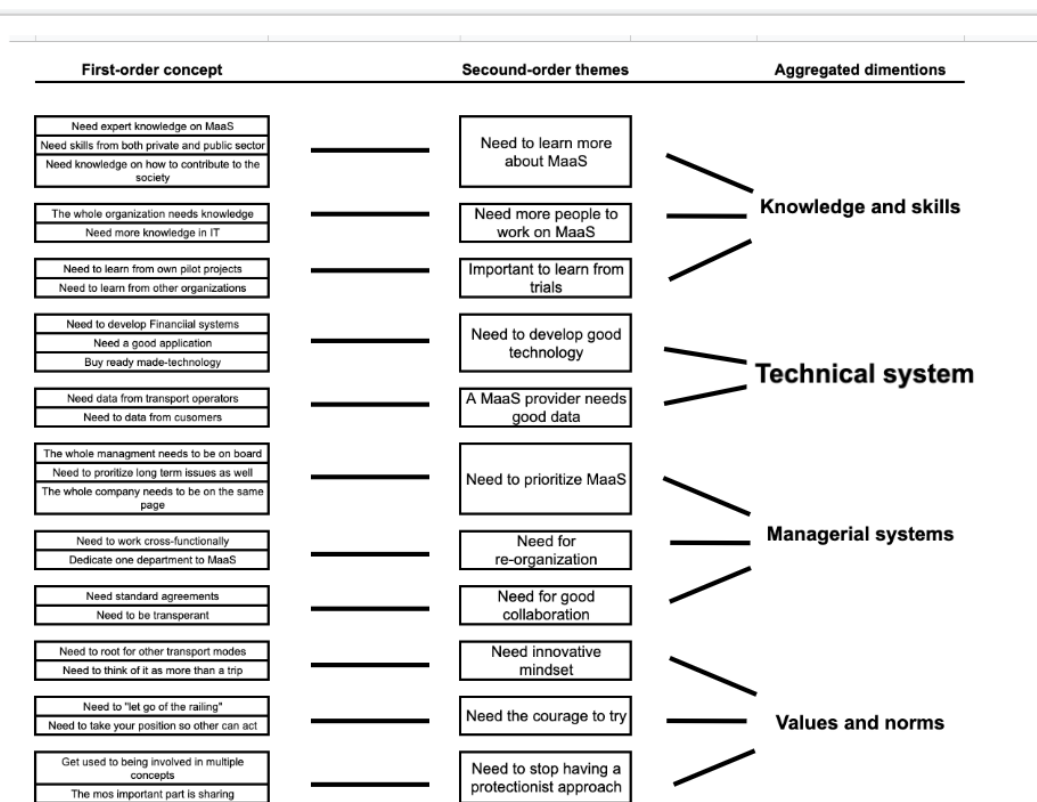 First-order concept
Secound-order themes
Aggregated dimentions
Need expert knowledge on MaaS
Need skills from both private and public sector
Need knowledge on how to contribute to the
society
Need to learn more
about MaaS
The whole organization needs knowledge
Need more knowledge in IT
Need more people to
work on MaaS
Need to learn from own pilot projects
Need to learn from other organizations
Important to learn from
trials
Knowledge and skills
Need to develop Financiial systems
Need a good application
Buy ready made-technology
Need to develop good
technology
Need data from transport operators
Need to data from cusomers
A MaaS provider needs
good data
Technical system
The whole managment needs to be on board
Need to proritize long term issues as well
The whole company needs to be on the same
page
Need to prioritize MaaS
Need to work cross-functionally
Dedicate one department to MaaS
Need for
re-organization
Need standard agreements
Need to be transperant
Need for good
collaboration
Managerial systems
Need to root for other transport modes
Need to think of it as more than a trip
Need innovative
mindset
Need to "let go of the railing"
Need to take your position so other can act
Need the courage to try
Get used to being involved in multiple
concepts
The mos important part is sharing
Need to stop having a
protectionist approach
Values and norms